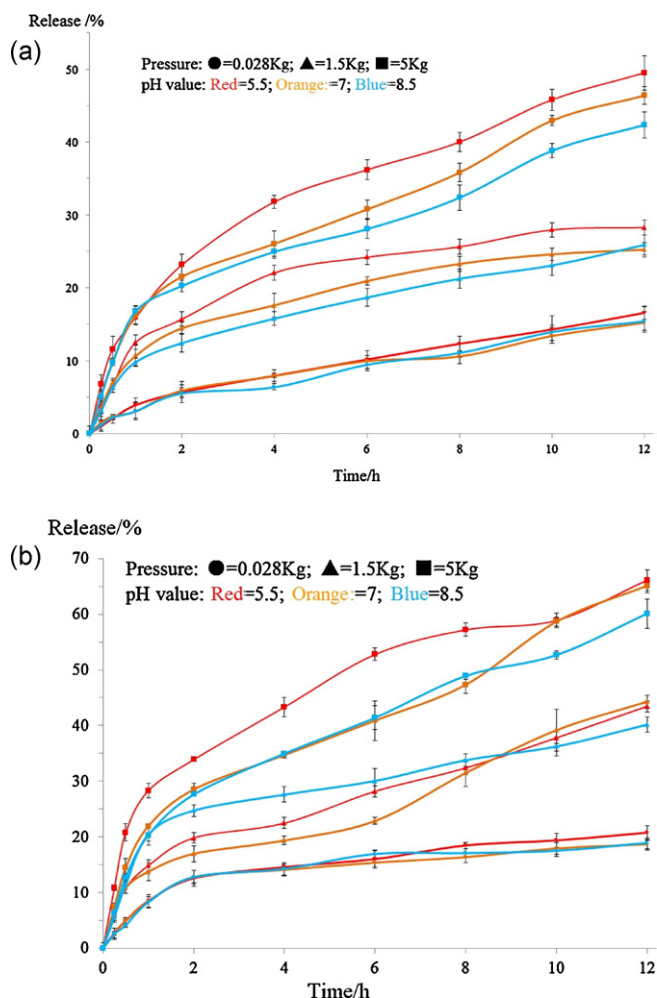 Release /%
(a)
Pressure: ●=0.028Kg; ▲=1.5Kg; ■=5Kg
pH value: Red=5.5; Orange:=7; Blue=8.5
50
40
30
20
10
0
0 2 4 6 8 10 12
Time/h
Release/%
(b)
Pressure: ●=0.028Kg; ▲=1.5Kg; ■=5Kg
pH value: Red=5.5; Orange:=7; Blue=8.5
70
60
50
40
30
20
10
0
0 2 4 6 8 10 12
Time/h